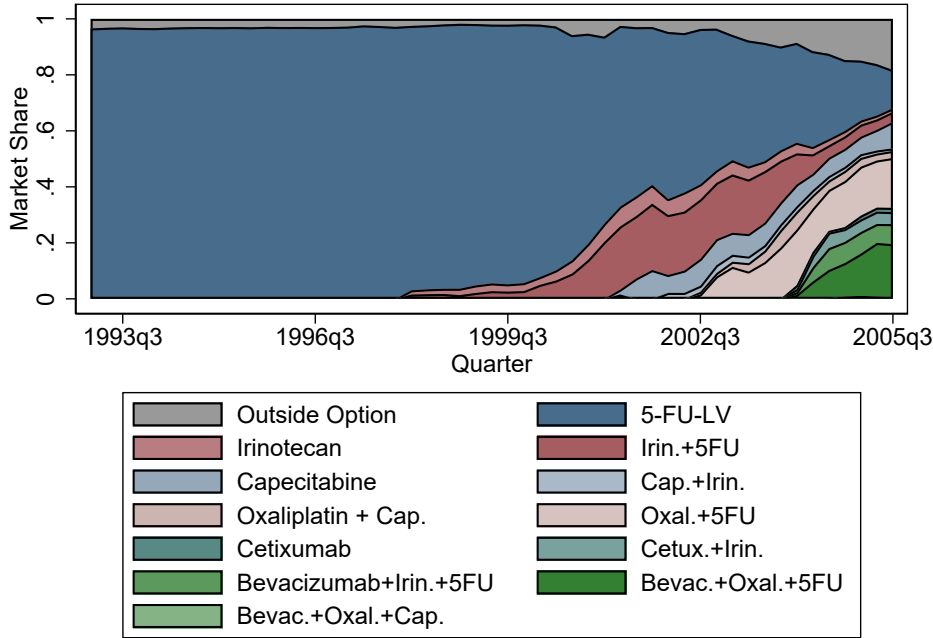 1
.8
.6
.4
.2
0
Market Share
1993q3 1996q3 1999q3 2002q3 2005q3
Quarter
Outside Option 5-FU-LV
Irinotecan Irin.+5FU
Capecitabine Cap.+Irin.
Oxaliplatin + Cap. Oxal.+5FU
Cetixumab Cetux.+Irin.
Bevacizumab+Irin.+5FU Bevac.+Oxal.+5FU
Bevac.+Oxal.+Cap.